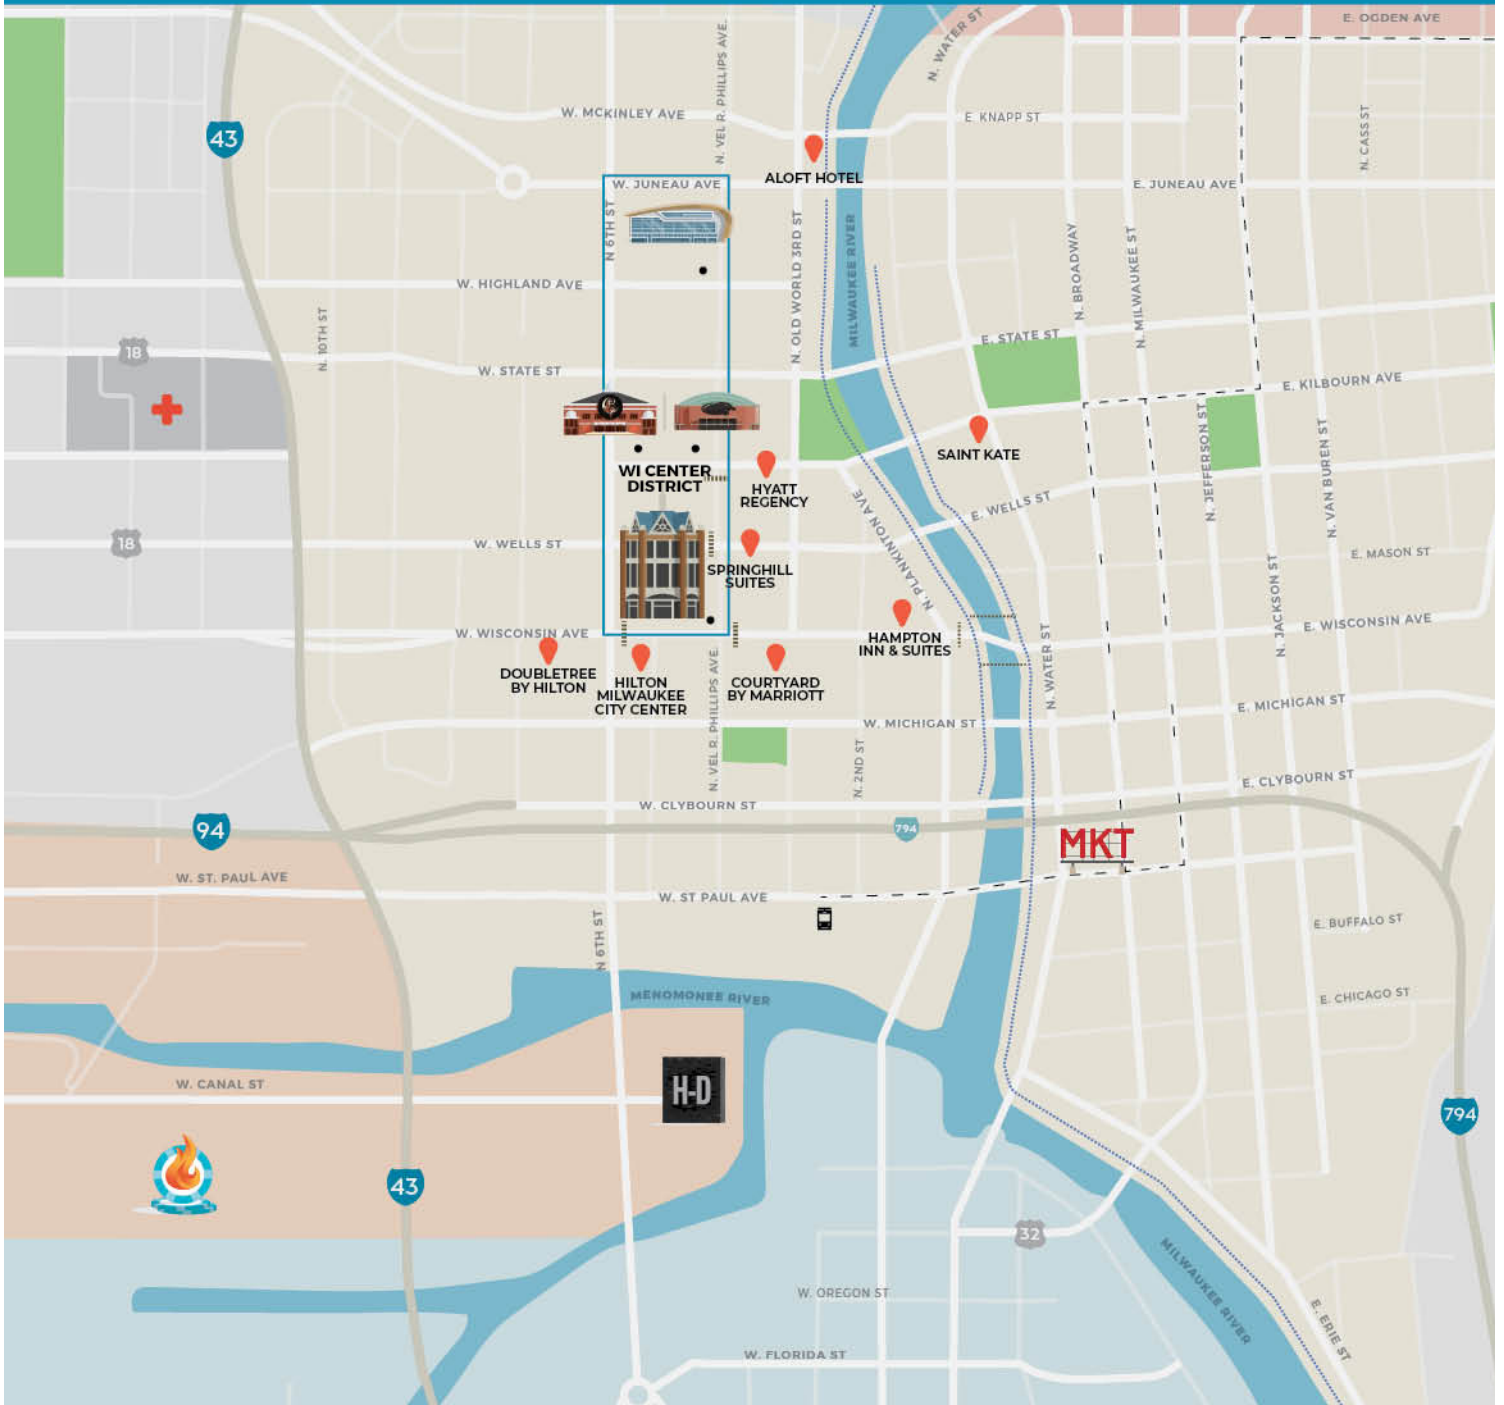 E. OGDEN AVE
N. WATER ST
N. VEL R. PHILLIPS AVE.
W. MCKINLEY AVE
E. KNAPP ST
43
N. CASS ST
ALOFT HOTEL
W. JUNEAU AVE
E. JUNEAU AVE
N 6TH ST
N. OLD WORLD 3RD ST
MILWAUKEE RIVER
N. BROADWAY
N. MILWAUKEE ST
W. HIGHLAND AVE
N. 10TH ST
18
E. STATE ST
W. STATE ST
E. KILBOURN AVE
N. JEFFERSON ST
N. VAN BUREN ST
SAINT KATE
WI CENTER
DISTRICT
HYATT
REGENCY
E. WELLS ST
N. PLANKINTON AVE
18
W. WELLS ST
E. MASON ST
SPRINGHILL
SUITES
N. JACKSON ST
W. WISCONSIN AVE
HAMPTON
INN & SUITES
E. WISCONSIN AVE
N. WATER ST
DOUBLETREE
BY HILTON
HILTON
MILWAUKEE
CITY CENTER
N. VEL R. PHILLIPS AVE.
COURTYARD
BY MARRIOTT
E. MICHIGAN ST
W. MICHIGAN ST
N. 2ND ST
E. CLYBOURN ST
W. CLYBOURN ST
94
794
MKT
W. ST. PAUL AVE
W. ST PAUL AVE
E. BUFFALO ST
N 6TH ST
MENOMONEE RIVER
E. CHICAGO ST
W. CANAL ST
H-D
794
43
32
MILWAUKEE RIVER
W. OREGON ST
E. ERIE ST
W. FLORIDA ST